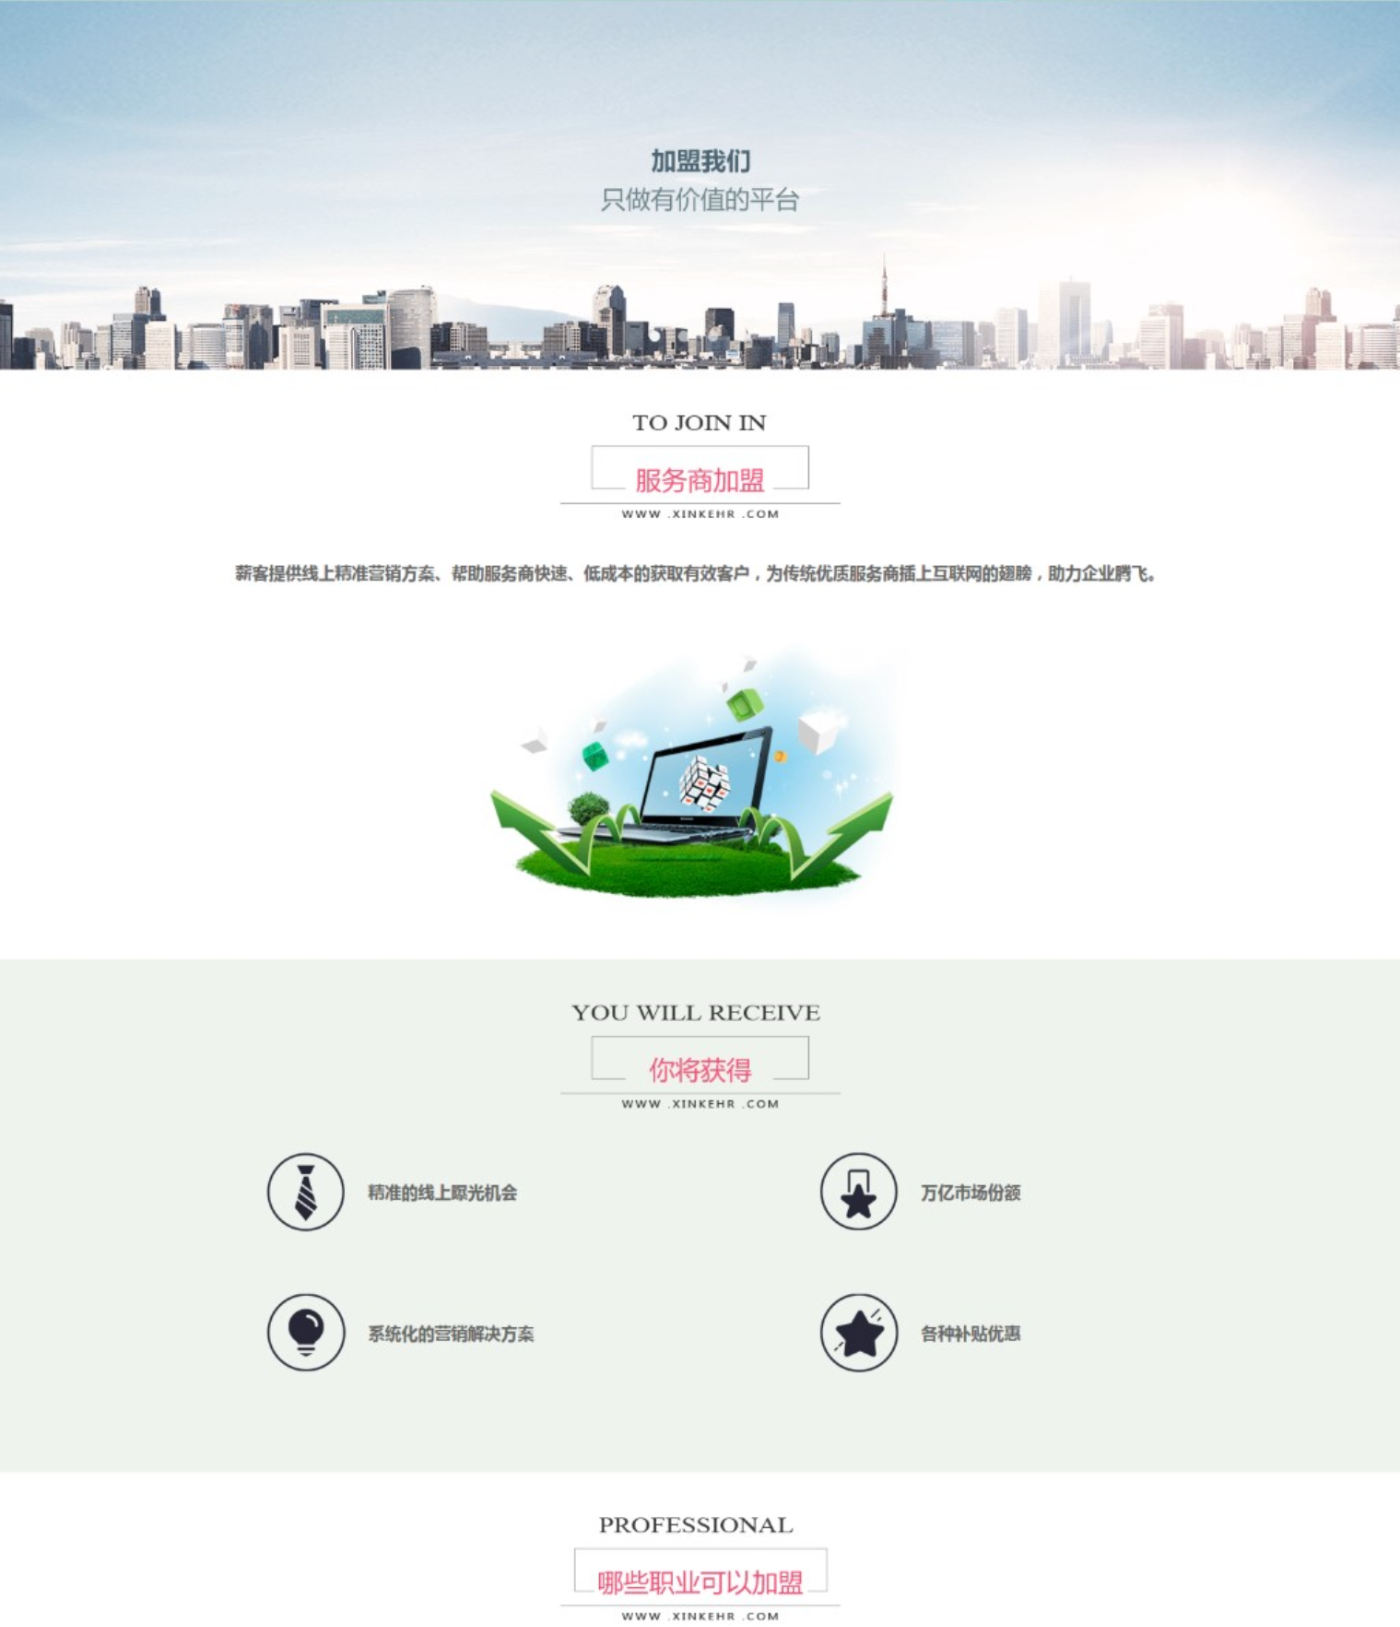 加盟我们
只做有价值的平台
TO JOIN IN
服务商加盟
WWW .XINKEHR .COM
薪客提供线上精准营销方案、帮助服务商快速、低成本的获取有效客户，为传统优质服务商插上互联网的翅膀，助力企业腾飞。
YOU WILL RECEIVE
你将获得
WWW .XINKEHR .COM
精准的线上曝光机会
万亿市场份额
系统化的营销解决方案
各种补贴优惠
PROFESSIONAL
哪些职业可以加盟
WWW .XINKEHR .COM